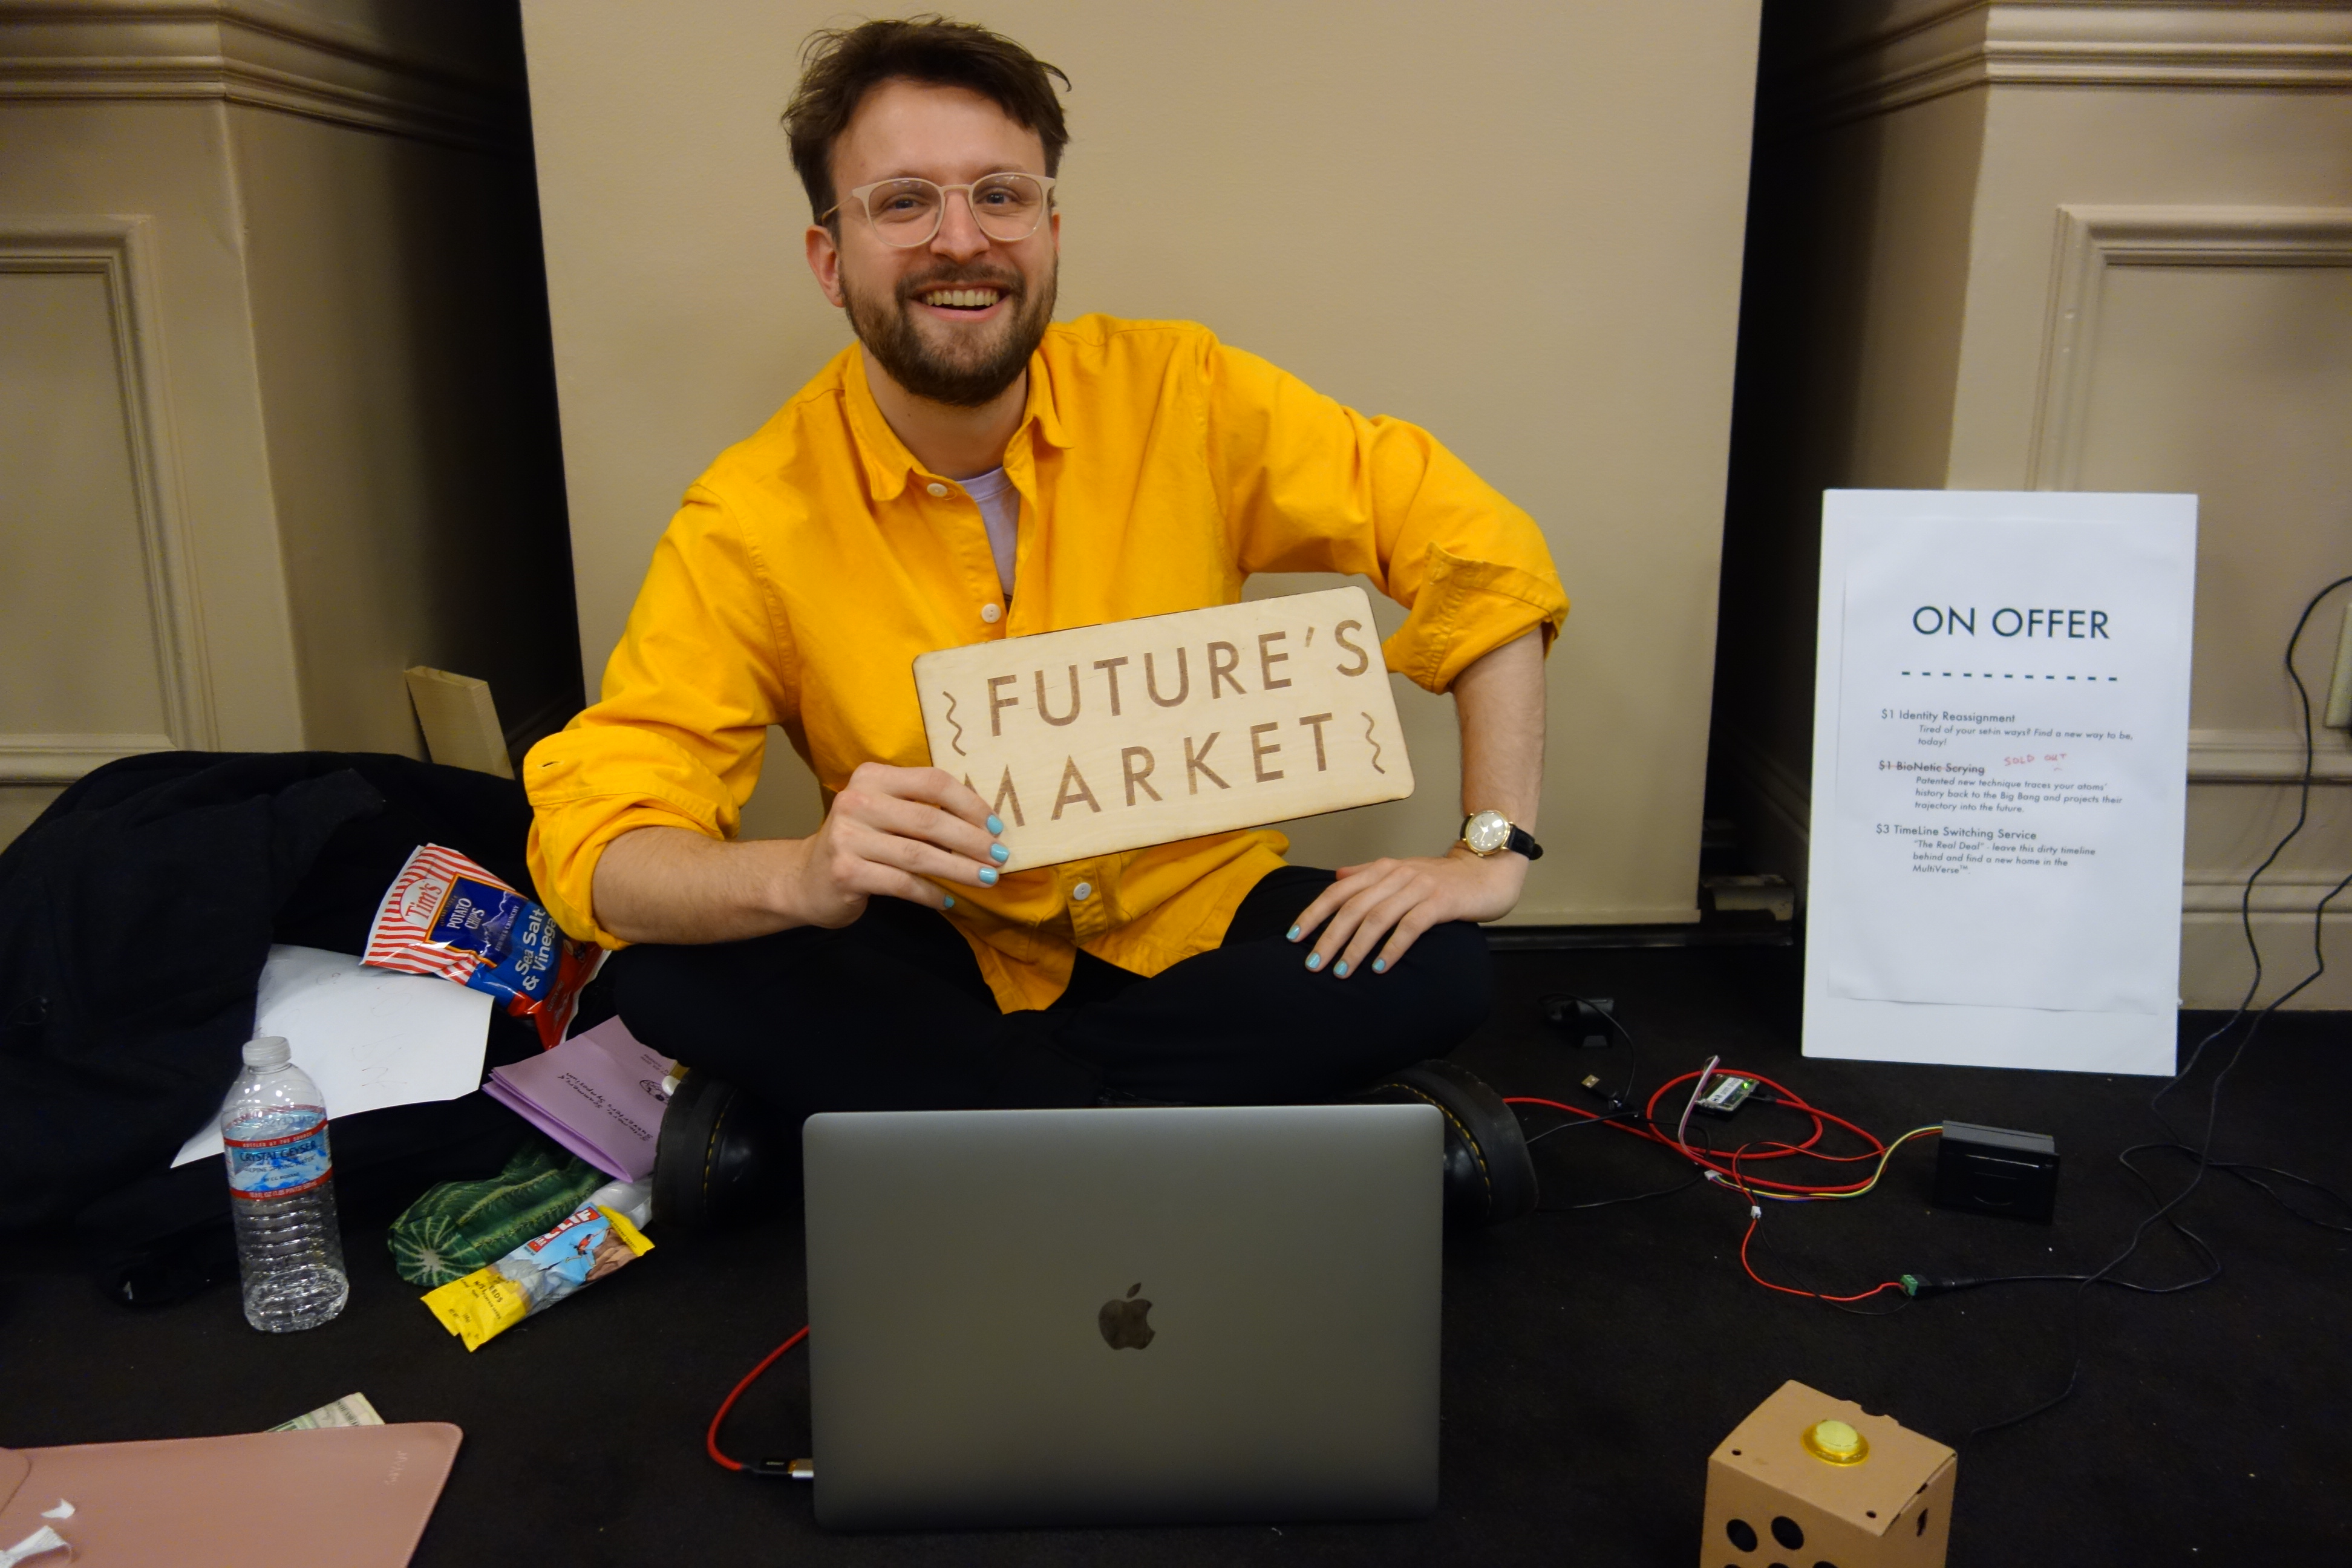 FUTURE'S
MARKET
ON OFFER
$1 Identity Reassignment
Tired of your set-in ways? Find a new way to be,
today!
$1 BioNetic Scrying SOLD OUT
Patented new technique traces your atoms'
history back to the Big Bang and projects their
trajectory into the future.
$3 TimeLine Switching Service
"The Real Deal" - leave this dirty timeline
behind and find a new home in the
MultiVerse™.
Tim's
POTATO
CHIPS
Sea Salt
& Vinegar
CRYSTAL GEYSER
CLIF